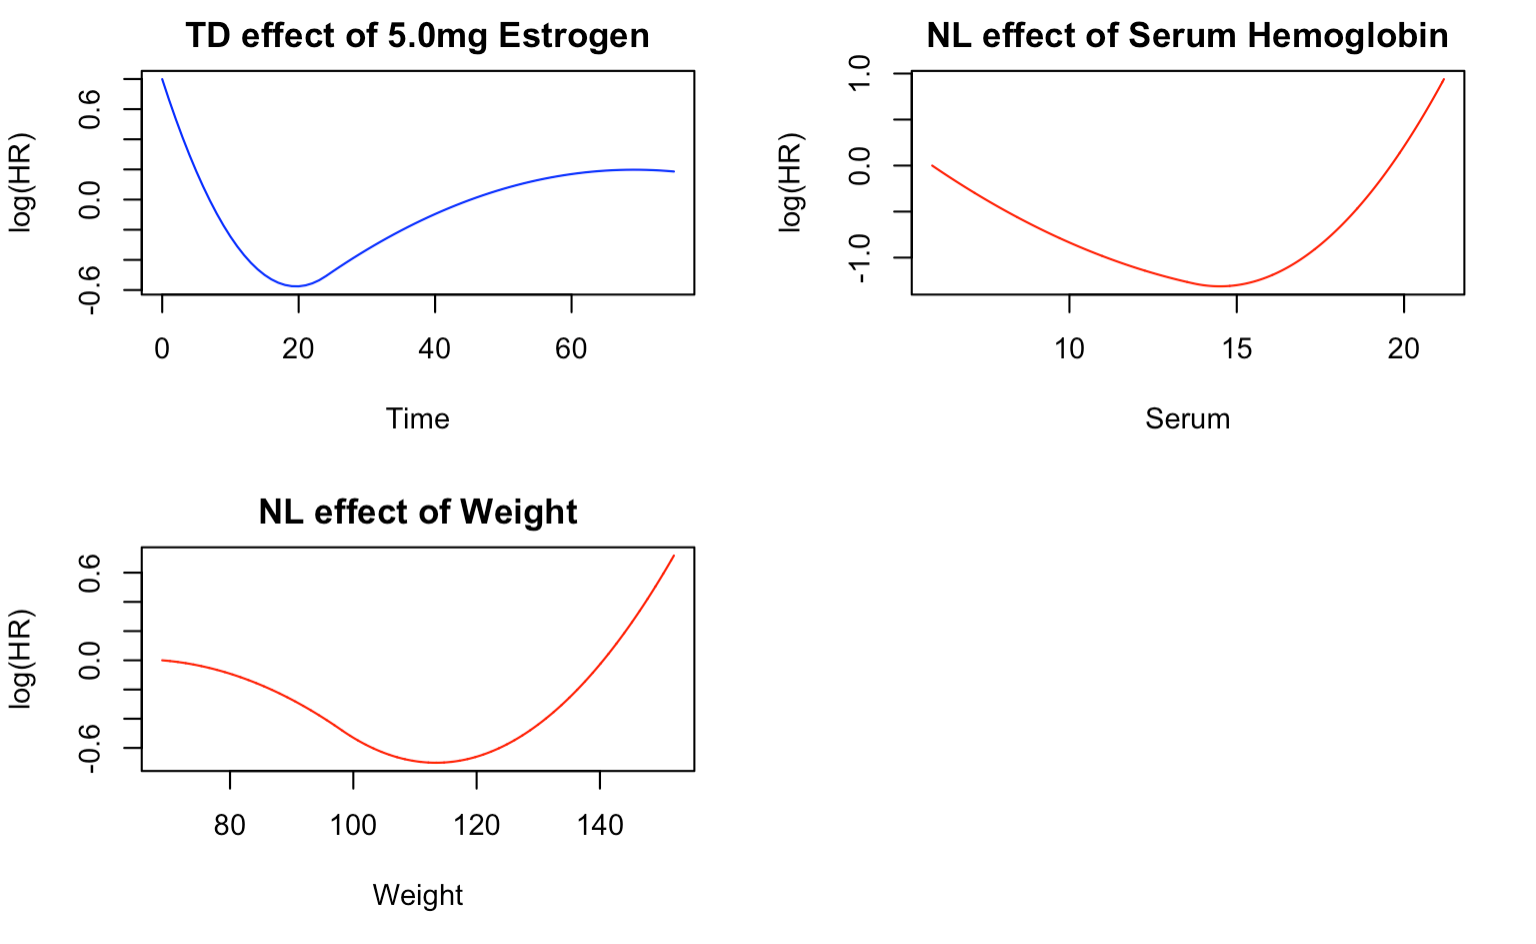 TD effect of 5.0mg Estrogen
log(HR)
0.6
0.0
-0.6
0 20 40 60
Time
NL effect of Serum Hemoglobin
log(HR)
1.0
0.0
-1.0
10 15 20
Serum
NL effect of Weight
log(HR)
0.6
0.0
-0.6
80 100 120 140
Weight